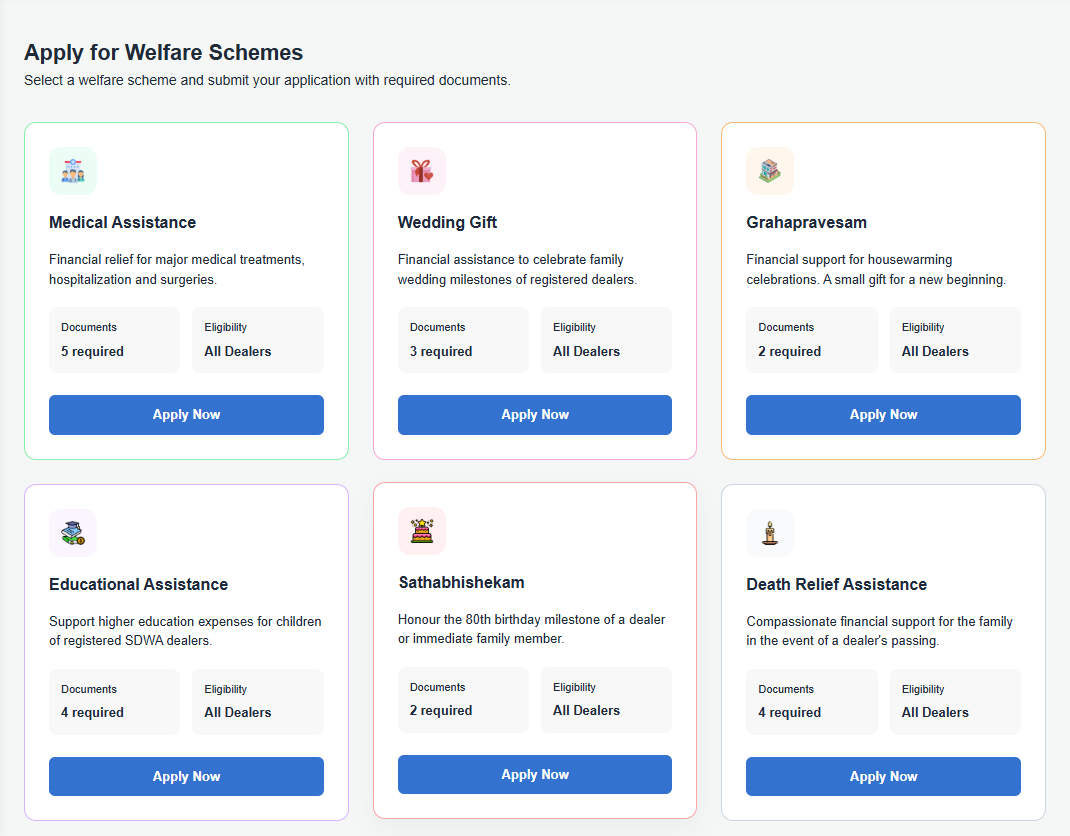 Apply for Welfare Schemes
Select a welfare scheme and submit your application with required documents.
Medical Assistance
Financial relief for major medical treatments,
hospitalization and surgeries.
Documents
5 required
Eligibility
All Dealers
Apply Now
Wedding Gift
Financial assistance to celebrate family
wedding milestones of registered dealers.
Documents
3 required
Eligibility
All Dealers
Apply Now
Grahapravesam
Financial support for housewarming
celebrations. A small gift for a new beginning.
Documents
2 required
Eligibility
All Dealers
Apply Now
Educational Assistance
Support higher education expenses for children
of registered SDWA dealers.
Documents
4 required
Eligibility
All Dealers
Apply Now
Sathabhishekam
Honour the 80th birthday milestone of a dealer
or immediate family member.
Documents
2 required
Eligibility
All Dealers
Apply Now
Death Relief Assistance
Compassionate financial support for the family
in the event of a dealer's passing.
Documents
4 required
Eligibility
All Dealers
Apply Now